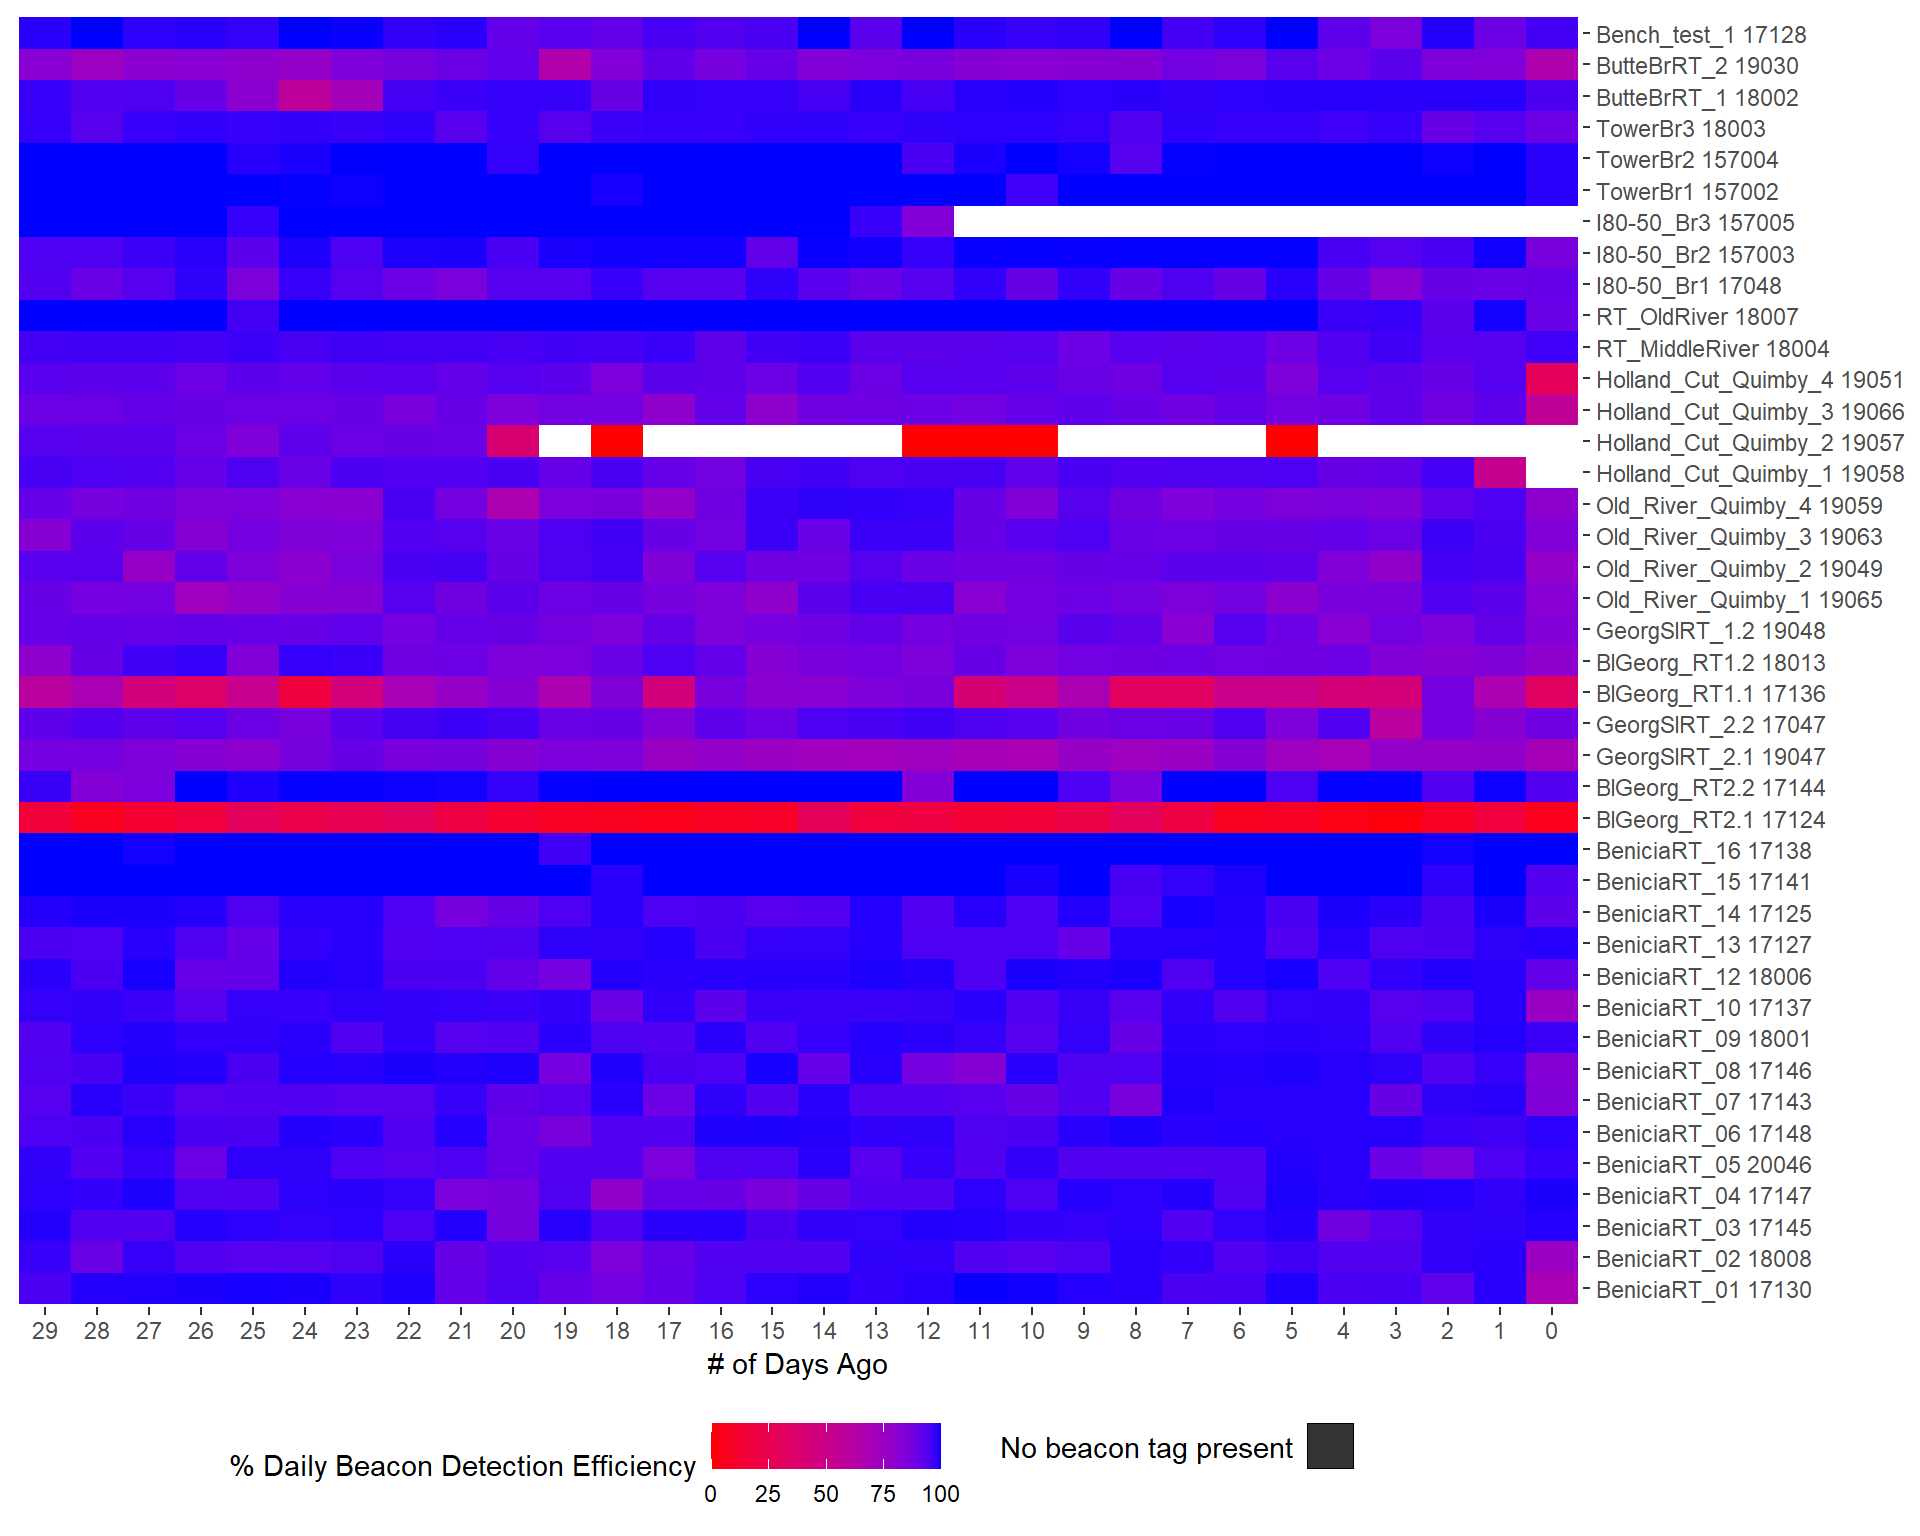 Bench_test_1 17128
ButteBrRT_2 19030
ButteBrRT_1 18002
TowerBr3 18003
TowerBr2 157004
TowerBr1 157002
I80-50_Br3 157005
I80-50_Br2 157003
I80-50_Br1 17048
RT_OldRiver 18007
RT_MiddleRiver 18004
Holland_Cut_Quimby_4 19051
Holland_Cut_Quimby_3 19066
Holland_Cut_Quimby_2 19057
Holland_Cut_Quimby_1 19058
Old_River_Quimby_4 19059
Old_River_Quimby_3 19063
Old_River_Quimby_2 19049
Old_River_Quimby_1 19065
GeorgSlRT_1.2 19048
BlGeorg_RT1.2 18013
BlGeorg_RT1.1 17136
GeorgSlRT_2.2 17047
GeorgSlRT_2.1 19047
BlGeorg_RT2.2 17144
BlGeorg_RT2.1 17124
BeniciaRT_16 17138
BeniciaRT_15 17141
BeniciaRT_14 17125
BeniciaRT_13 17127
BeniciaRT_12 18006
BeniciaRT_10 17137
BeniciaRT_09 18001
BeniciaRT_08 17146
BeniciaRT_07 17143
BeniciaRT_06 17148
BeniciaRT_05 20046
BeniciaRT_04 17147
BeniciaRT_03 17145
BeniciaRT_02 18008
BeniciaRT_01 17130
29 28 27 26 25 24 23 22 21 20 19 18 17 16 15 14 13 12 11 10 9 8 7 6 5 4 3 2 1 0
# of Days Ago
% Daily Beacon Detection Efficiency
0 25 50 75 100
No beacon tag present